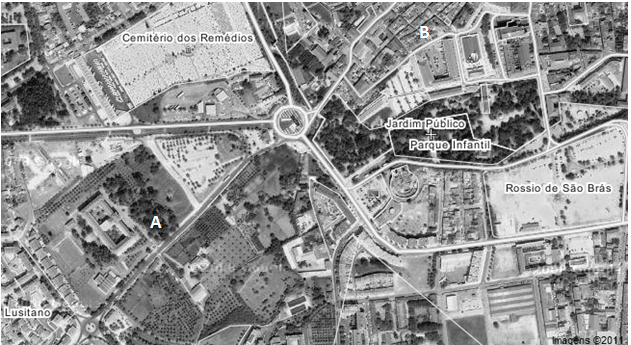 Cemitério dos Remédios
B
Jardim Público
Parque Infantil
Rossio de São Brás
A
Lusitano
Imagens ©2011